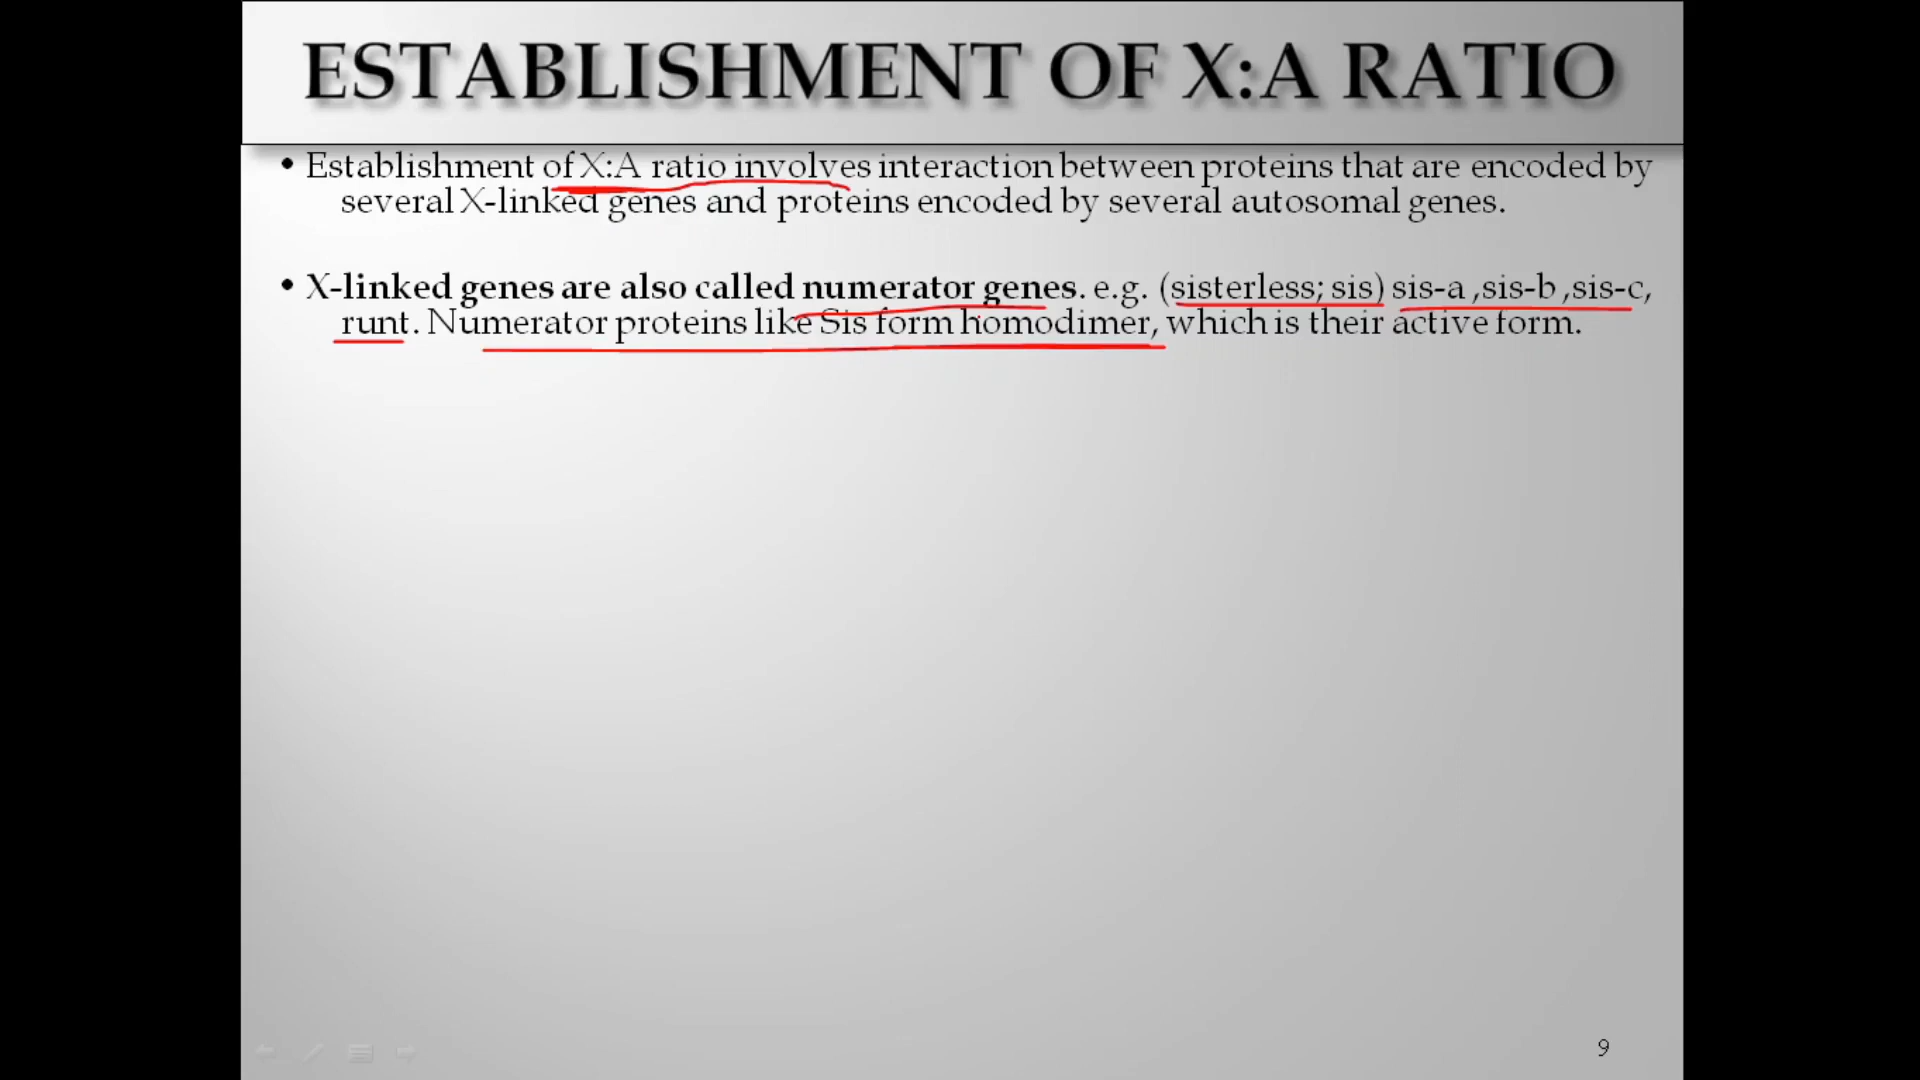 ESTABLISHMENT OF X:A RATIO
• Establishment of X:A ratio involves interaction between proteins that are encoded by
several X-linked genes and proteins encoded by several autosomal genes.
• X-linked genes are also called numerator genes. e.g. (sisterless; sis) sis-a ,sis-b ,sis-c,
runt. Numerator proteins like Sis form homodimer, which is their active form.
9